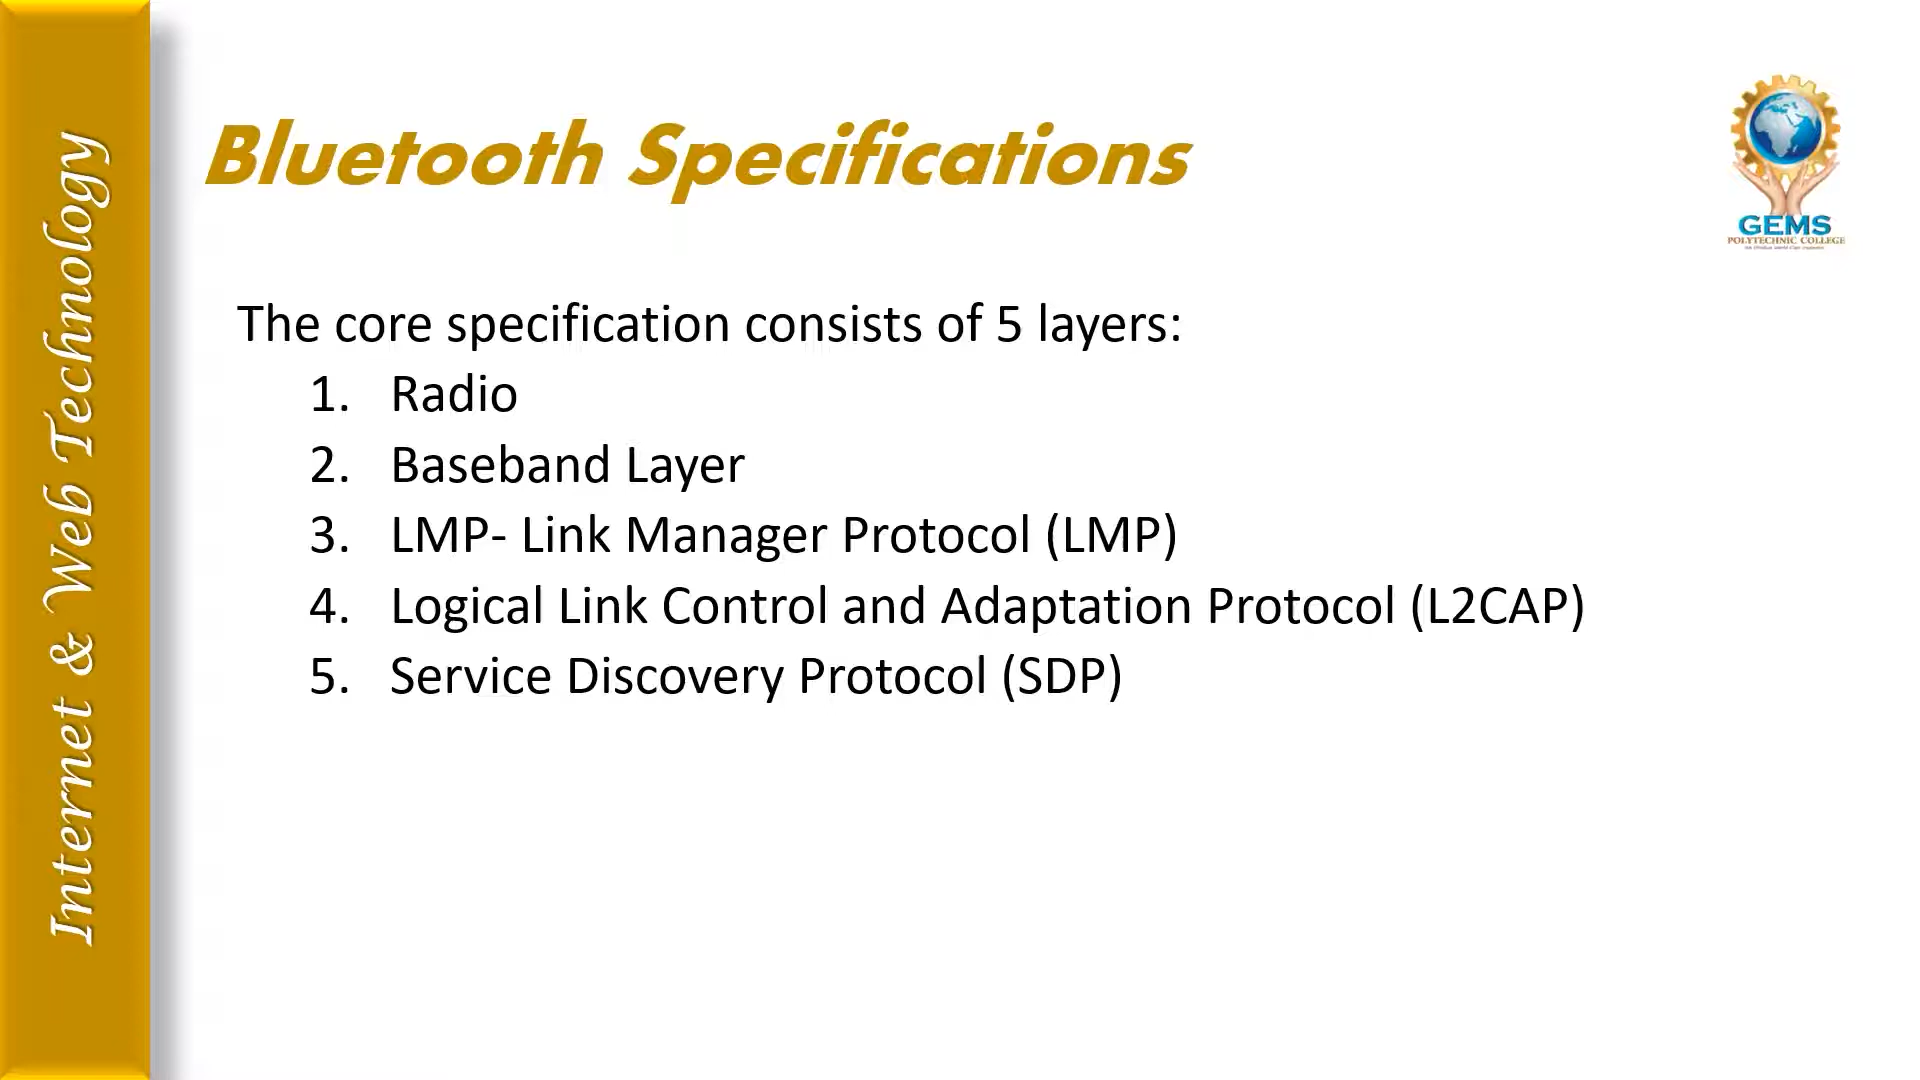 Internet & Web Technology
Bluetooth Specifications
GEMS
POLYTECHNIC COLLEGE
The core specification consists of 5 layers:
1. Radio
2. Baseband Layer
3. LMP- Link Manager Protocol (LMP)
4. Logical Link Control and Adaptation Protocol (L2CAP)
5. Service Discovery Protocol (SDP)